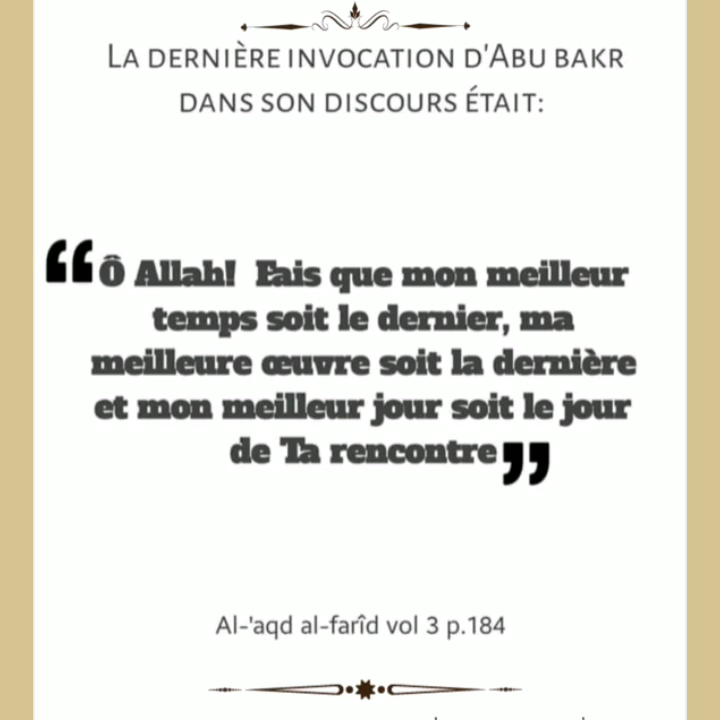 La dernière invocation d'Abu bakr
dans son discours était:
“Ô Allah! Fais que mon meilleur
temps soit le dernier, ma
meilleure œuvre soit la dernière
et mon meilleur jour soit le jour
de Ta rencontre”
Al-'aqd al-farîd vol 3 p.184